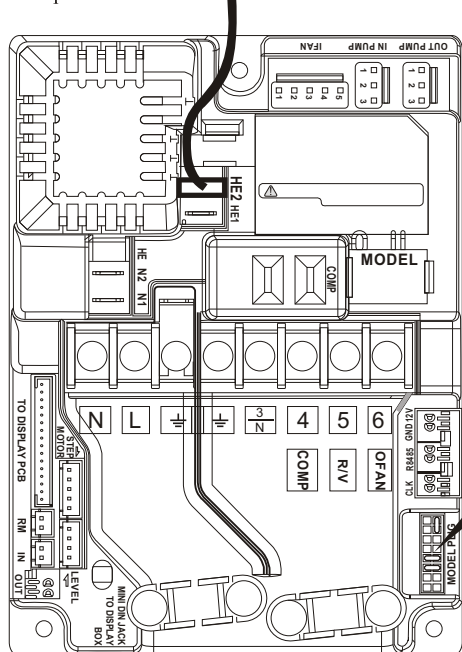 OUT PUMP
IN PUMP
IFAN
1 2 3
1 2 3
1 2 3 4 5
HE2
HE1
MODEL
COMP
HE N2 N1
N
L
3/N
4
5
6
COMP
R/V
OFAN
TO DISPLAY PCB
STEP
MOTOR
RM
IN
OUT
LEVEL
MINI DIN JACK
TO DISPLAY
BOX
CLK RS485 GND 12V
MODEL PLUG